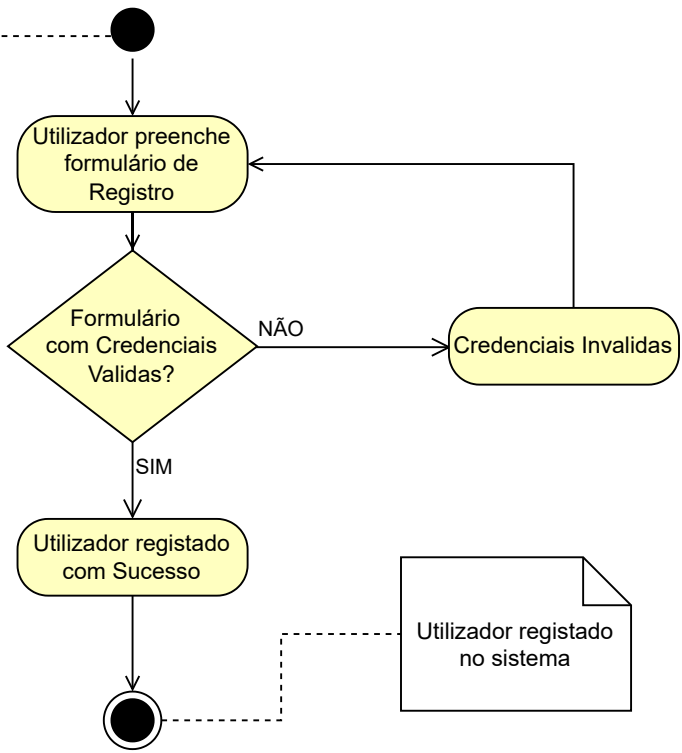 Utilizador preenche
formulário de
Registro
Formulário
com Credenciais
Validas?
NÃO
Credenciais Invalidas
SIM
Utilizador registado
com Sucesso
Utilizador registado
no sistema